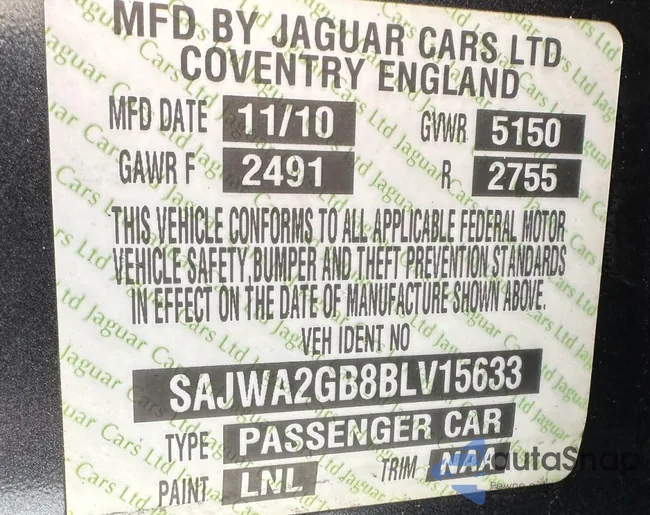 MFD BY JAGUAR CARS LTD
COVENTRY ENGLAND
MFD DATE 11/10 GVWR 5150
GAWR F 2491 R 2755
THIS VEHICLE CONFORMS TO ALL APPLICABLE FEDERAL MOTOR
VEHICLE SAFETY, BUMPER AND THEFT PREVENTION STANDARDS
IN EFFECT ON THE DATE OF MANUFACTURE SHOWN ABOVE.
VEH IDENT NO
SAJWA2GB8BLV15633
TYPE PASSENGER CAR
PAINT LNL TRIM
autoSnap